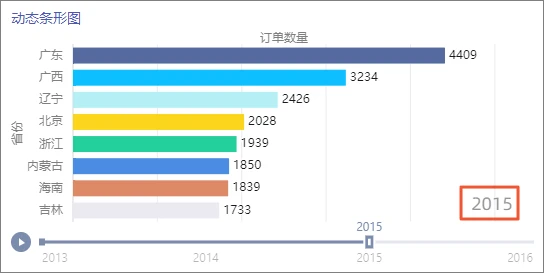 动态条形图
订单数量
省份
广东 4409
广西 3234
辽宁 2426
北京 2028
浙江 1939
内蒙古 1850
海南 1839
吉林 1733
2015
2015
2013 2014 2015 2016